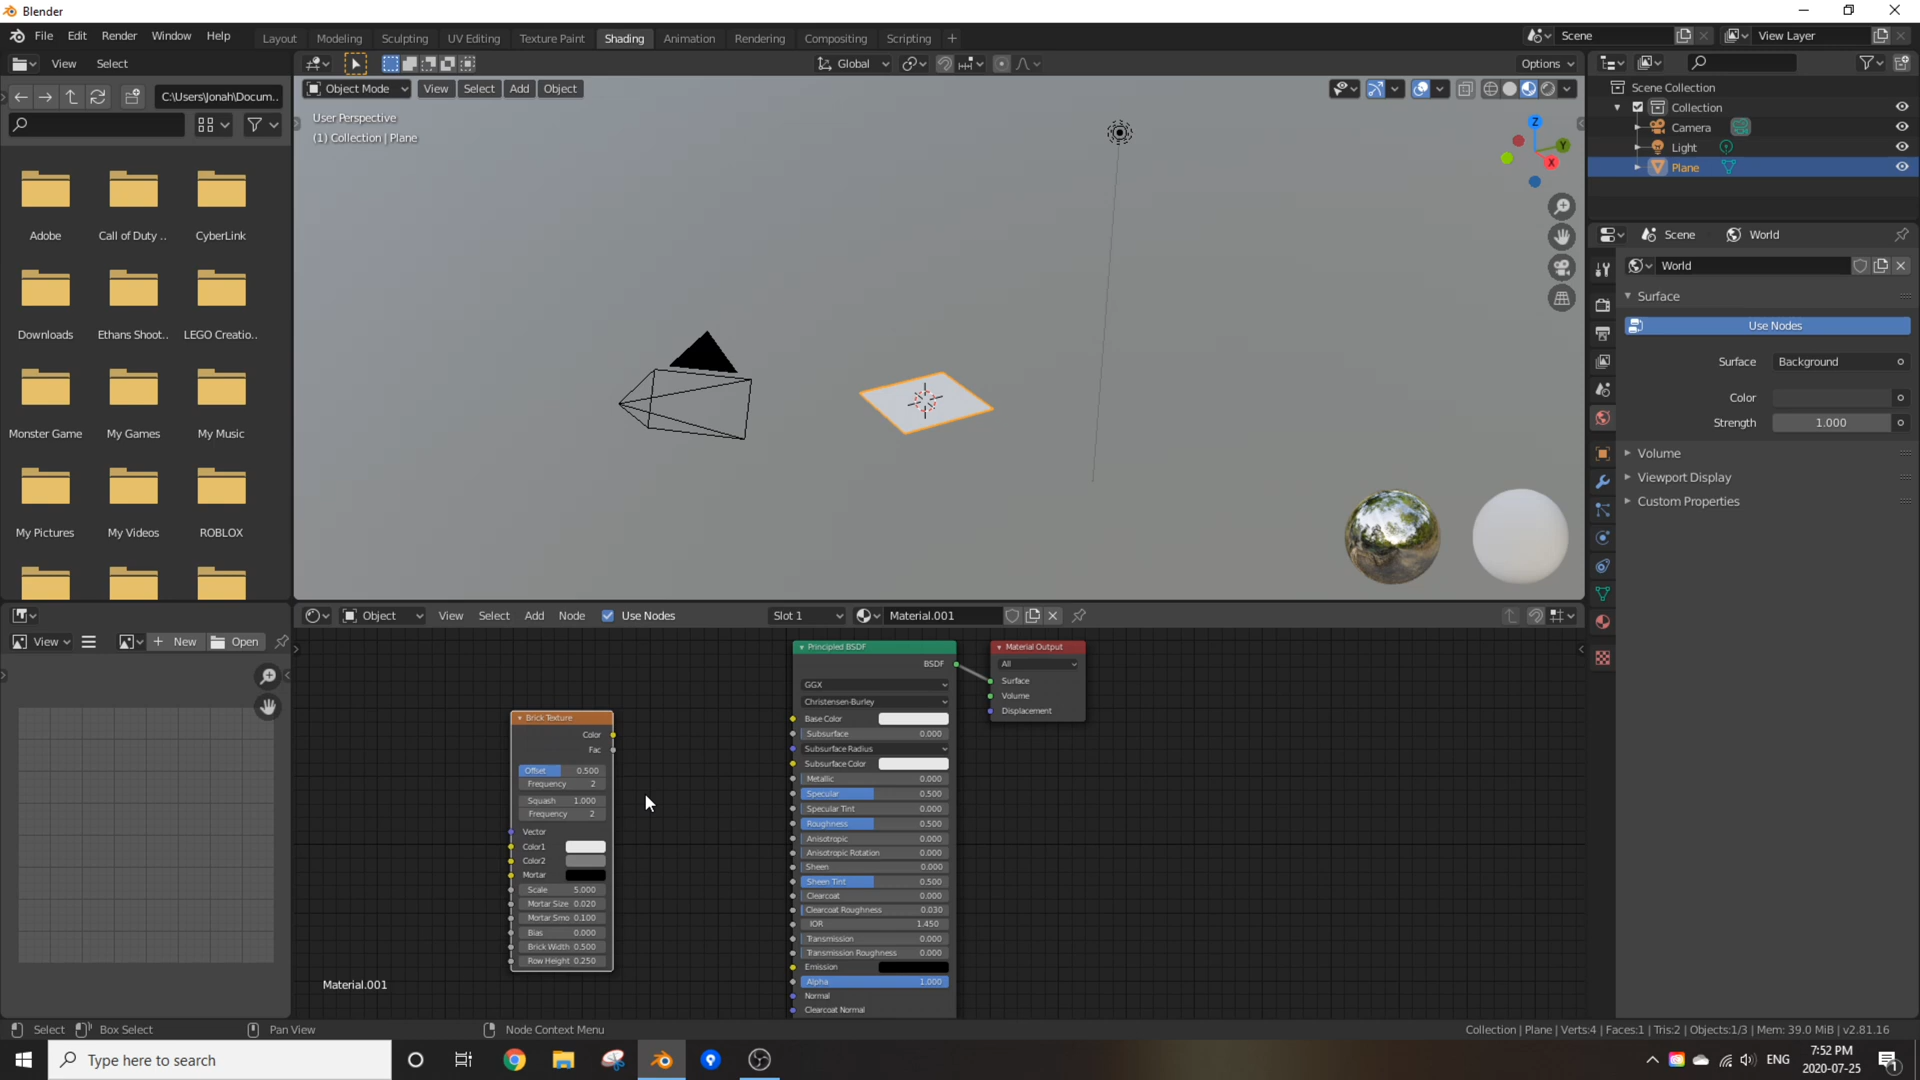 Blender
File Edit Render Window Help
Layout Modeling Sculpting UV Editing Texture Paint Shading Animation Rendering Compositing Scripting +
Scene View Layer
View Select
Global Options
C:\Users\Jonah\Docum..
Object Mode View Select Add Object
User Perspective
(1) Collection | Plane
Z
Y
X
Scene Collection
Collection
Camera
Light
Plane
Adobe Call of Duty .. CyberLink
Downloads Ethans Shoot.. LEGO Creatio..
Monster Game My Games My Music
My Pictures My Videos ROBLOX
Scene World
World
Surface
Use Nodes
Surface Background
Color
Strength 1.000
Volume
Viewport Display
Custom Properties
Object View Select Add Node Use Nodes Slot 1 Material.001
View New Open
Brick Texture
Color
Fac
Offset 0.500
Frequency 2
Squash 1.000
Frequency 2
Vector
Color1
Color2
Mortar
Scale 5.000
Mortar Size 0.020
Mortar Smo 0.100
Bias 0.000
Brick Width 0.500
Row Height 0.250
Principled BSDF
BSDF
GGX
Christensen-Burley
Base Color
Subsurface 0.000
Subsurface Radius
Subsurface Color
Metallic 0.000
Specular 0.500
Specular Tint 0.000
Roughness 0.500
Anisotropic 0.000
Anisotropic Rotation 0.000
Sheen 0.000
Sheen Tint 0.500
Clearcoat 0.000
Clearcoat Roughness 0.030
IOR 1.450
Transmission 0.000
Transmission Roughness 0.000
Emission
Alpha 1.000
Normal
Clearcoat Normal
Material Output
All
Surface
Volume
Displacement
Material.001
Select Box Select Pan View Node Context Menu
Collection | Plane | Verts:4 | Faces:1 | Tris:2 | Objects:1/3 | Mem: 39.0 MiB | v2.81.16
Type here to search
ENG
7:52 PM
2020-07-25
1